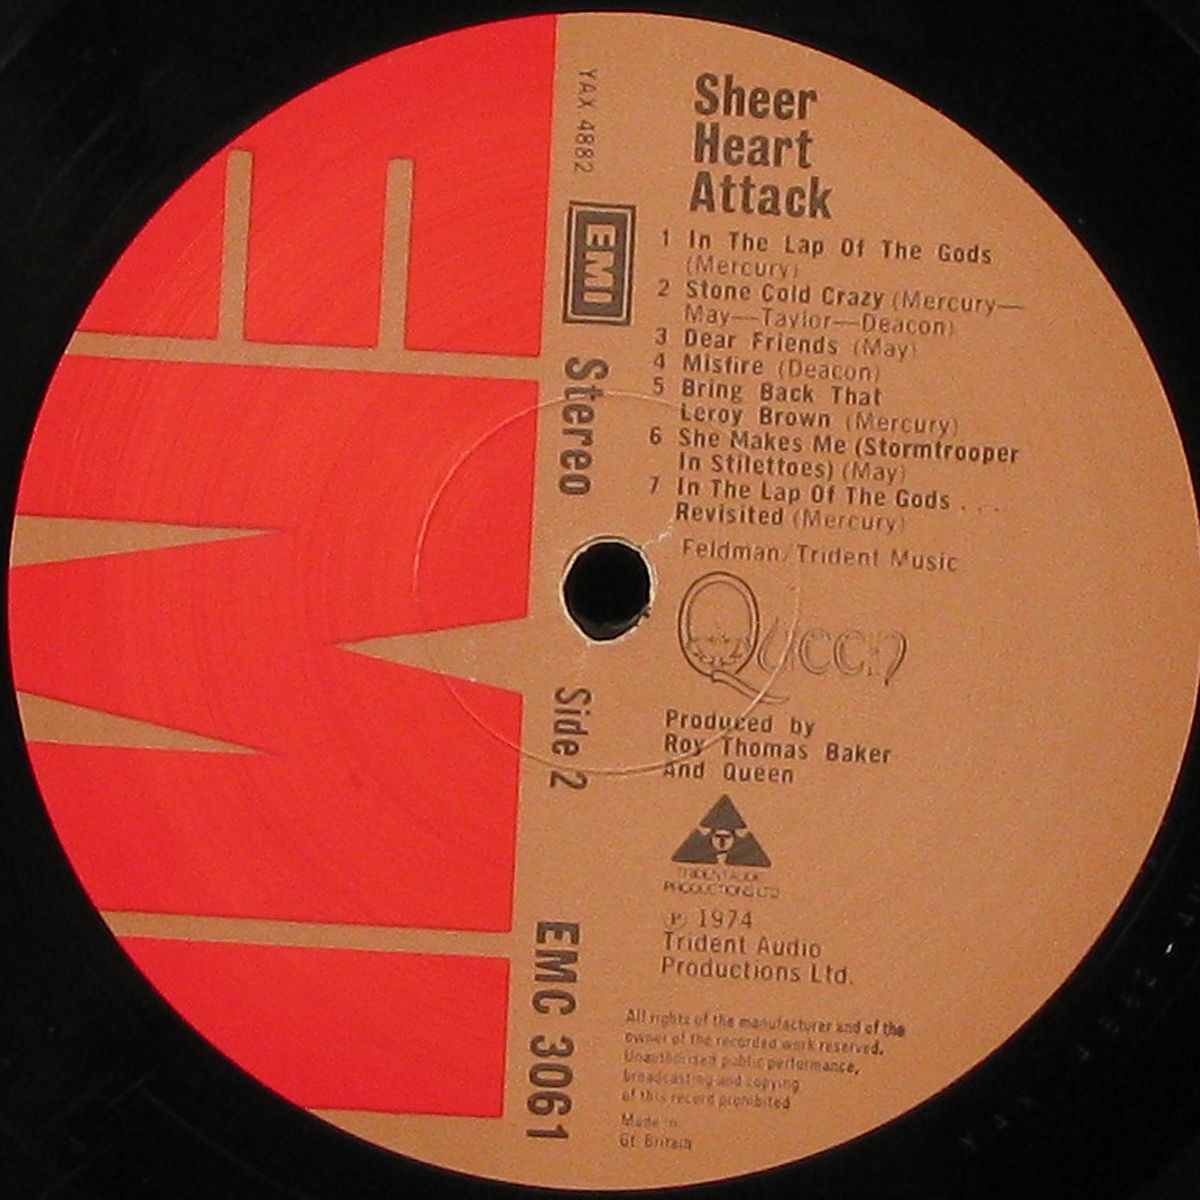 Sheer
Heart
Attack
1 In The Lap Of The Gods
(Mercury)
2 Stone Cold Crazy (Mercury—
May—Taylor—Deacon)
3 Dear Friends (May)
4 Misfire (Deacon)
5 Bring Back That
Leroy Brown (Mercury)
6 She Makes Me (Stormtrooper
In Stilettoes) (May)
7 In The Lap Of The Gods . . .
Revisited (Mercury)
Feldman/Trident Music
Queen
Produced by
Roy Thomas Baker
And Queen
T
TRIDENT AUDIO
PRODUCTIONS LTD
℗ 1974
Trident Audio
Productions Ltd.
All rights of the manufacturer and of the
owner of the recorded work reserved.
Unauthorised public performance,
broadcasting and copying
of this record prohibited
Made in
Gt. Britain
YAX 4882
EMI
Stereo
Side 2
EMC 3061
EMI